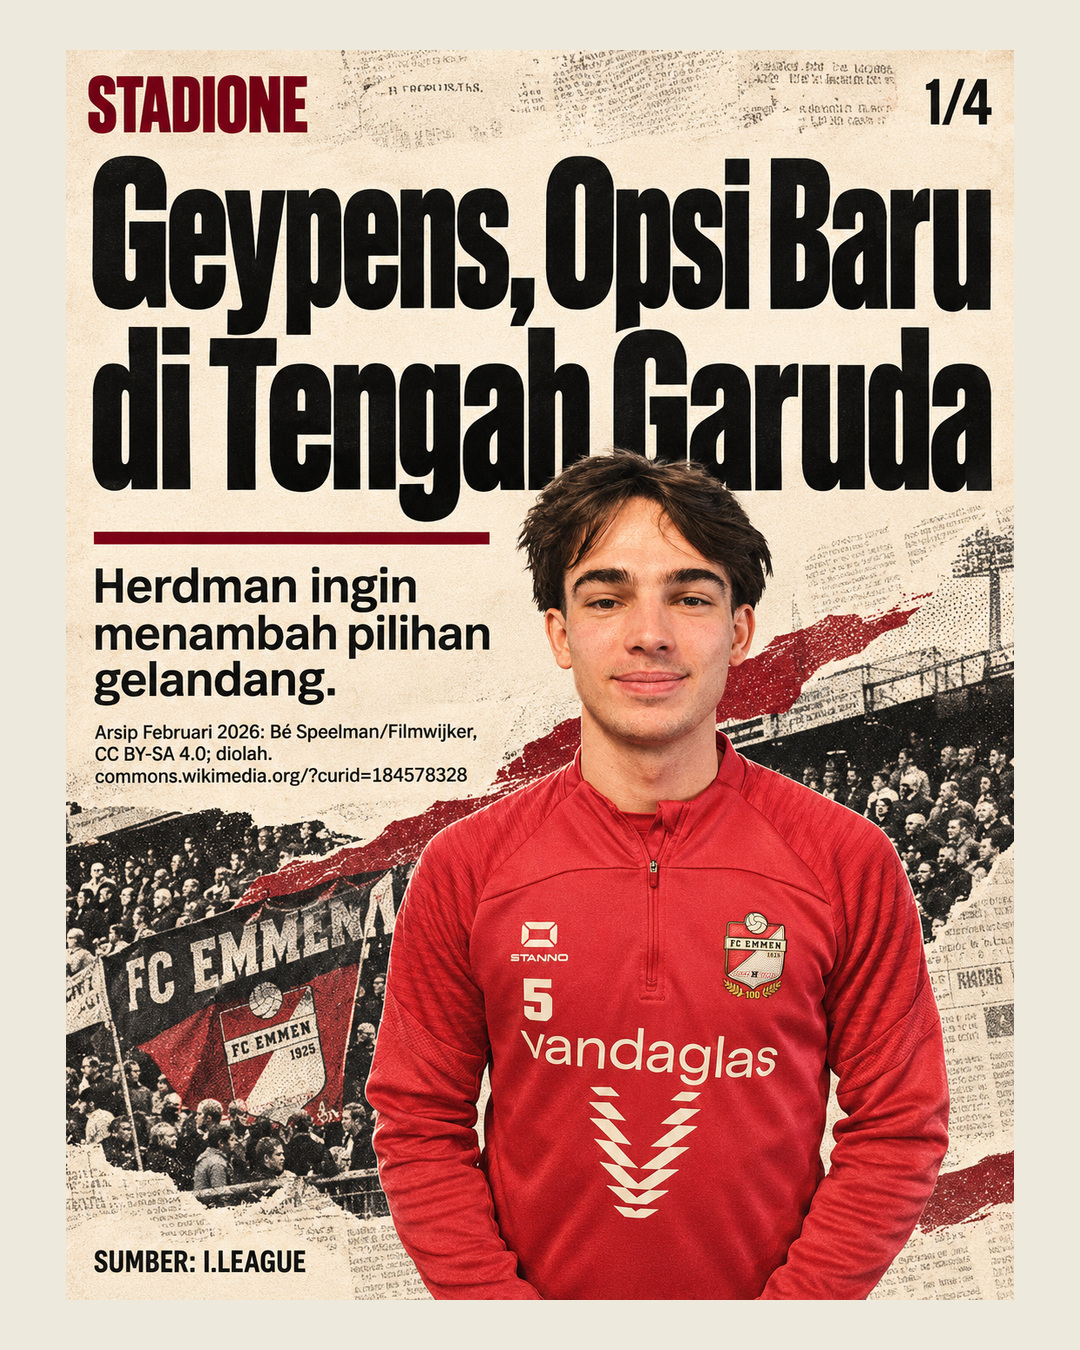 STADIONE
1/4
Geypens, Opsi Baru
di Tengah Garuda
Herdman ingin
menambah pilihan
gelandang.
Arsip Februari 2026: Bé Speelman/Filmwijker,
CC BY-SA 4.0; diolah.
commons.wikimedia.org/?curid=184578328
FC EMMEN
FC EMMEN
1925
STANNO
5
FC EMMEN
100
vandaglas
SUMBER: I.LEAGUE